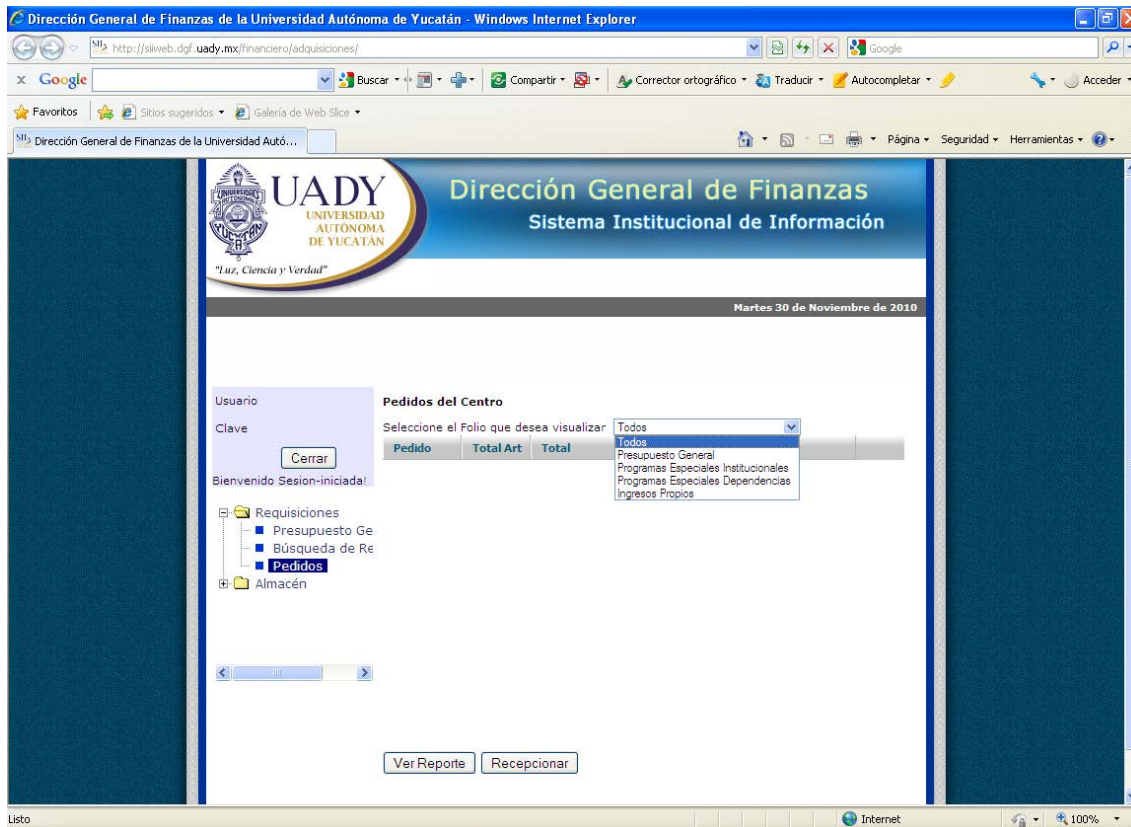 Dirección General de Finanzas de la Universidad Autónoma de Yucatán - Windows Internet Explorer
http://siiweb.dgf.uady.mx/financiero/adquisiciones/
Google
x Google
Buscar
Compartir
Corrector ortográfico
Traducir
Autocompletar
Acceder
Favoritos
Sitios sugeridos
Galería de Web Slice
Dirección General de Finanzas de la Universidad Autó...
Página
Seguridad
Herramientas
UADY
UNIVERSIDAD
AUTÓNOMA
DE YUCATÁN
"Luz, Ciencia y Verdad"
Dirección General de Finanzas
Sistema Institucional de Información
Martes 30 de Noviembre de 2010
Usuario
Clave
Cerrar
Bienvenido Sesion-iniciada!
Requisiciones
Presupuesto Ge
Búsqueda de Re
Pedidos
Almacén
Pedidos del Centro
Seleccione el Folio que desea visualizar Todos
Pedido Total Art Total
Todos
Presupuesto General
Programas Especiales Institucionales
Programas Especiales Dependencias
Ingresos Propios
Ver Reporte Recepcionar
Listo
Internet
100%